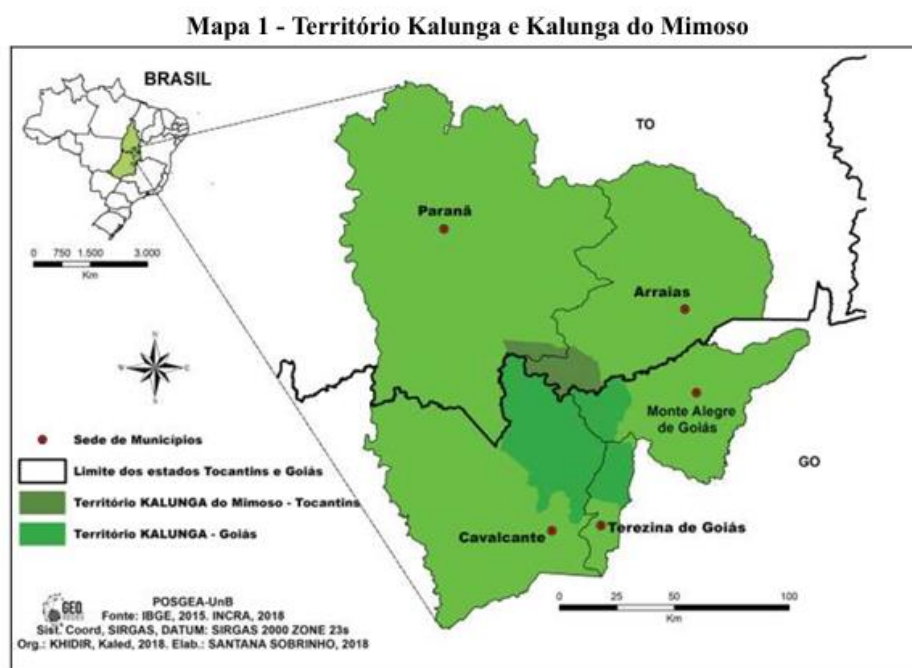 Mapa 1 - Território Kalunga e Kalunga do Mimoso
BRASIL
0 750 1.500 3.000
Km
TO
Paranã
Arraias
Monte Alegre
de Goiás
GO
Cavalcante
Terezina de Goiás
N
S
Sede de Municípios
Limite dos estados Tocantins e Goiás
Território KALUNGA do Mimoso - Tocantins
Território KALUNGA - Goiás
0 50 100
Km
GEO
POSGEA-UnB
Fonte: IBGE, 2015. INCRA, 2018
Sist. Coord, SIRGAS, DATUM: SIRGAS 2000 ZONE 23s
Org.: KHIDIR, Kaled, 2018. Elab.: SANTANA SOBRINHO, 2018